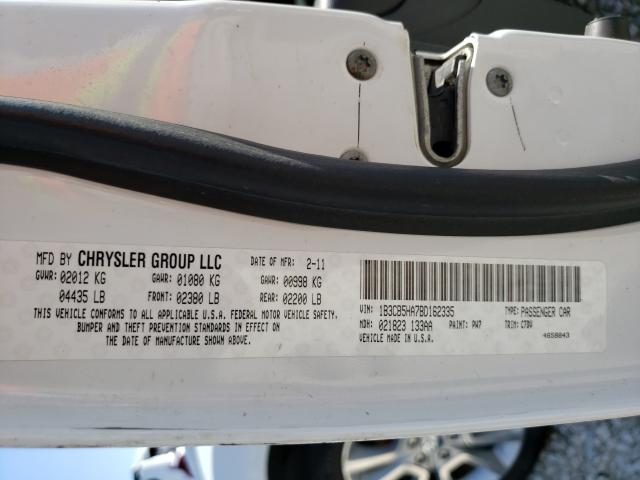 MFD BY CHRYSLER GROUP LLC DATE OF MFR: 2-11
GVWR: 02012 KG GAWR: 01080 KG GAWR: 00998 KG
04435 LB FRONT: 02380 LB REAR: 02200 LB
THIS VEHICLE CONFORMS TO ALL APPLICABLE U.S.A. FEDERAL MOTOR VEHICLE SAFETY,
BUMPER AND THEFT PREVENTION STANDARDS IN EFFECT ON
THE DATE OF MANUFACTURE SHOWN ABOVE.
VIN: 1B3CB5HA7BD162335 TYPE: PASSENGER CAR
MDH: 021823 133AA PAINT: PW7 TRIM: C7DV
VEHICLE MADE IN U.S.A. 4658843